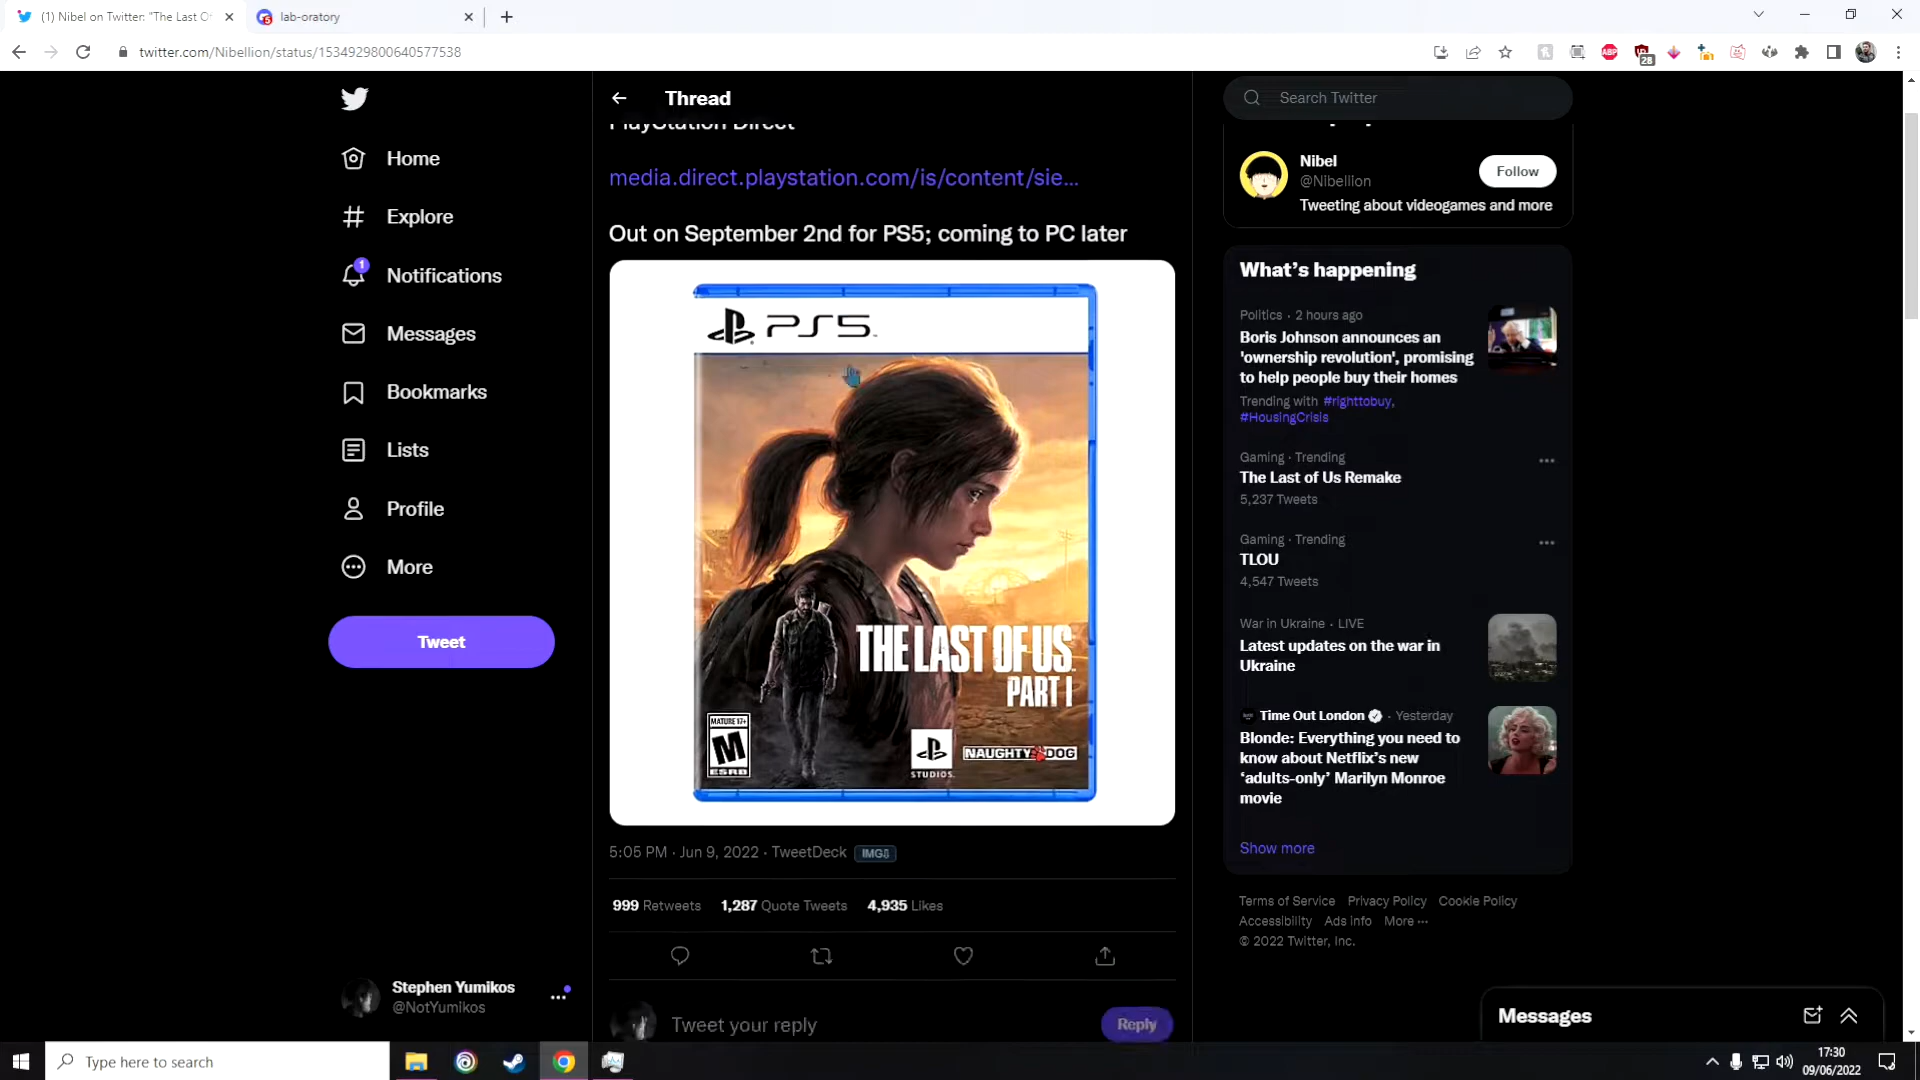 (1) Nibel on Twitter: "The Last O
lab-oratory
twitter.com/Nibellion/status/1534929800640577538
ABP
28
Thread
PlayStation Direct
media.direct.playstation.com/is/content/sie...
Out on September 2nd for PS5; coming to PC later
PS5
THE LAST OF US
PART I
MATURE 17+
M
ESRB
STUDIOS
NAUGHTY DOG
5:05 PM · Jun 9, 2022 · TweetDeck
999 Retweets 1,287 Quote Tweets 4,935 Likes
Tweet your reply
Reply
1
Home
Explore
Notifications
Messages
Bookmarks
Lists
Profile
More
Tweet
Stephen Yumikos
@NotYumikos
Search Twitter
Nibel
@Nibellion
Follow
Tweeting about videogames and more
What's happening
Politics · 2 hours ago
Boris Johnson announces an
'ownership revolution', promising
to help people buy their homes
Trending with #righttobuy,
#HousingCrisis
Gaming · Trending
The Last of Us Remake
5,237 Tweets
Gaming · Trending
TLOU
4,547 Tweets
War in Ukraine · LIVE
Latest updates on the war in
Ukraine
Time Out London · Yesterday
Blonde: Everything you need to
know about Netflix's new
‘adults-only’ Marilyn Monroe
movie
Show more
Terms of Service Privacy Policy Cookie Policy
Accessibility Ads info More ···
© 2022 Twitter, Inc.
Messages
Type here to search
17:30
09/06/2022